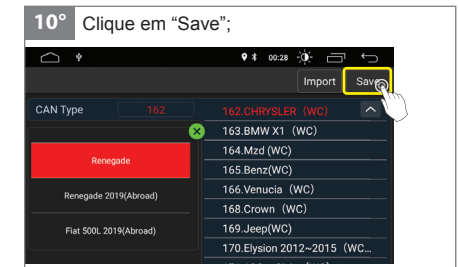 10° Clique em “Save”;
00:28
Import Save
CAN Type 162
162.CHRYSLER (WC)
163.BMW X1 (WC)
164.Mzd (WC)
165.Benz(WC)
166.Venucia (WC)
168.Crown (WC)
169.Jeep(WC)
170.Elysion 2012~2015 (WC...
Renegade
Renegade 2019(Abroad)
Fiat 500L 2019(Abroad)